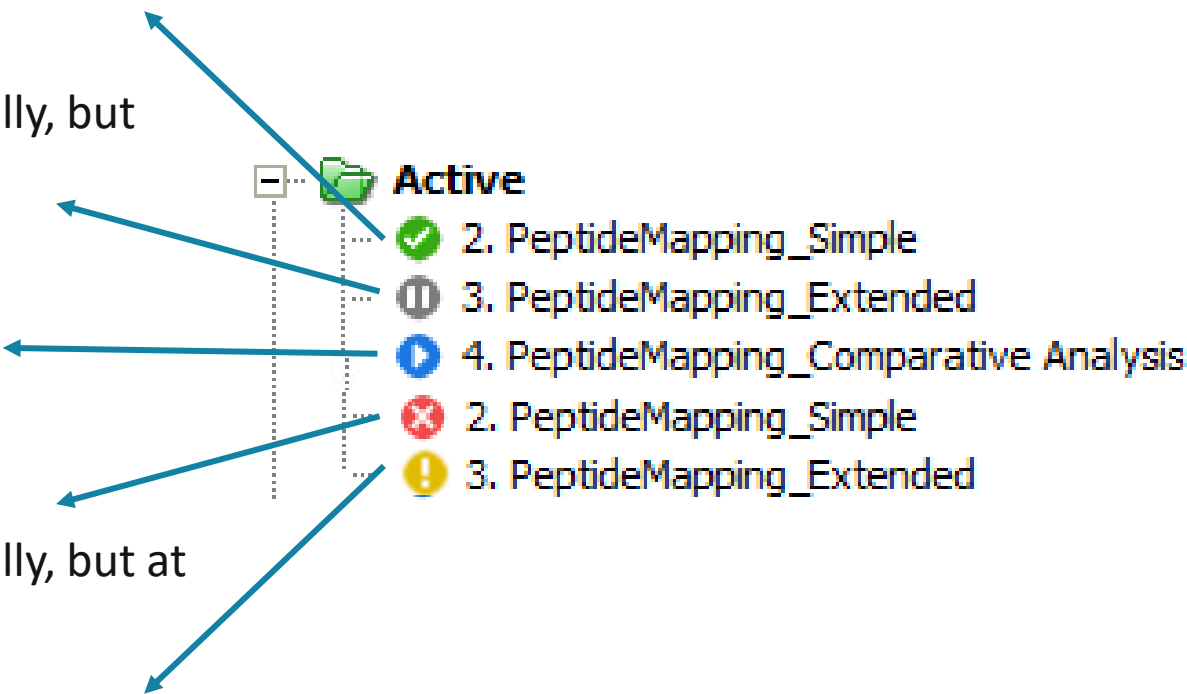 lly, but
Active
2. PeptideMapping_Simple
3. PeptideMapping_Extended
4. PeptideMapping_Comparative Analysis
2. PeptideMapping_Simple
3. PeptideMapping_Extended
lly, but at